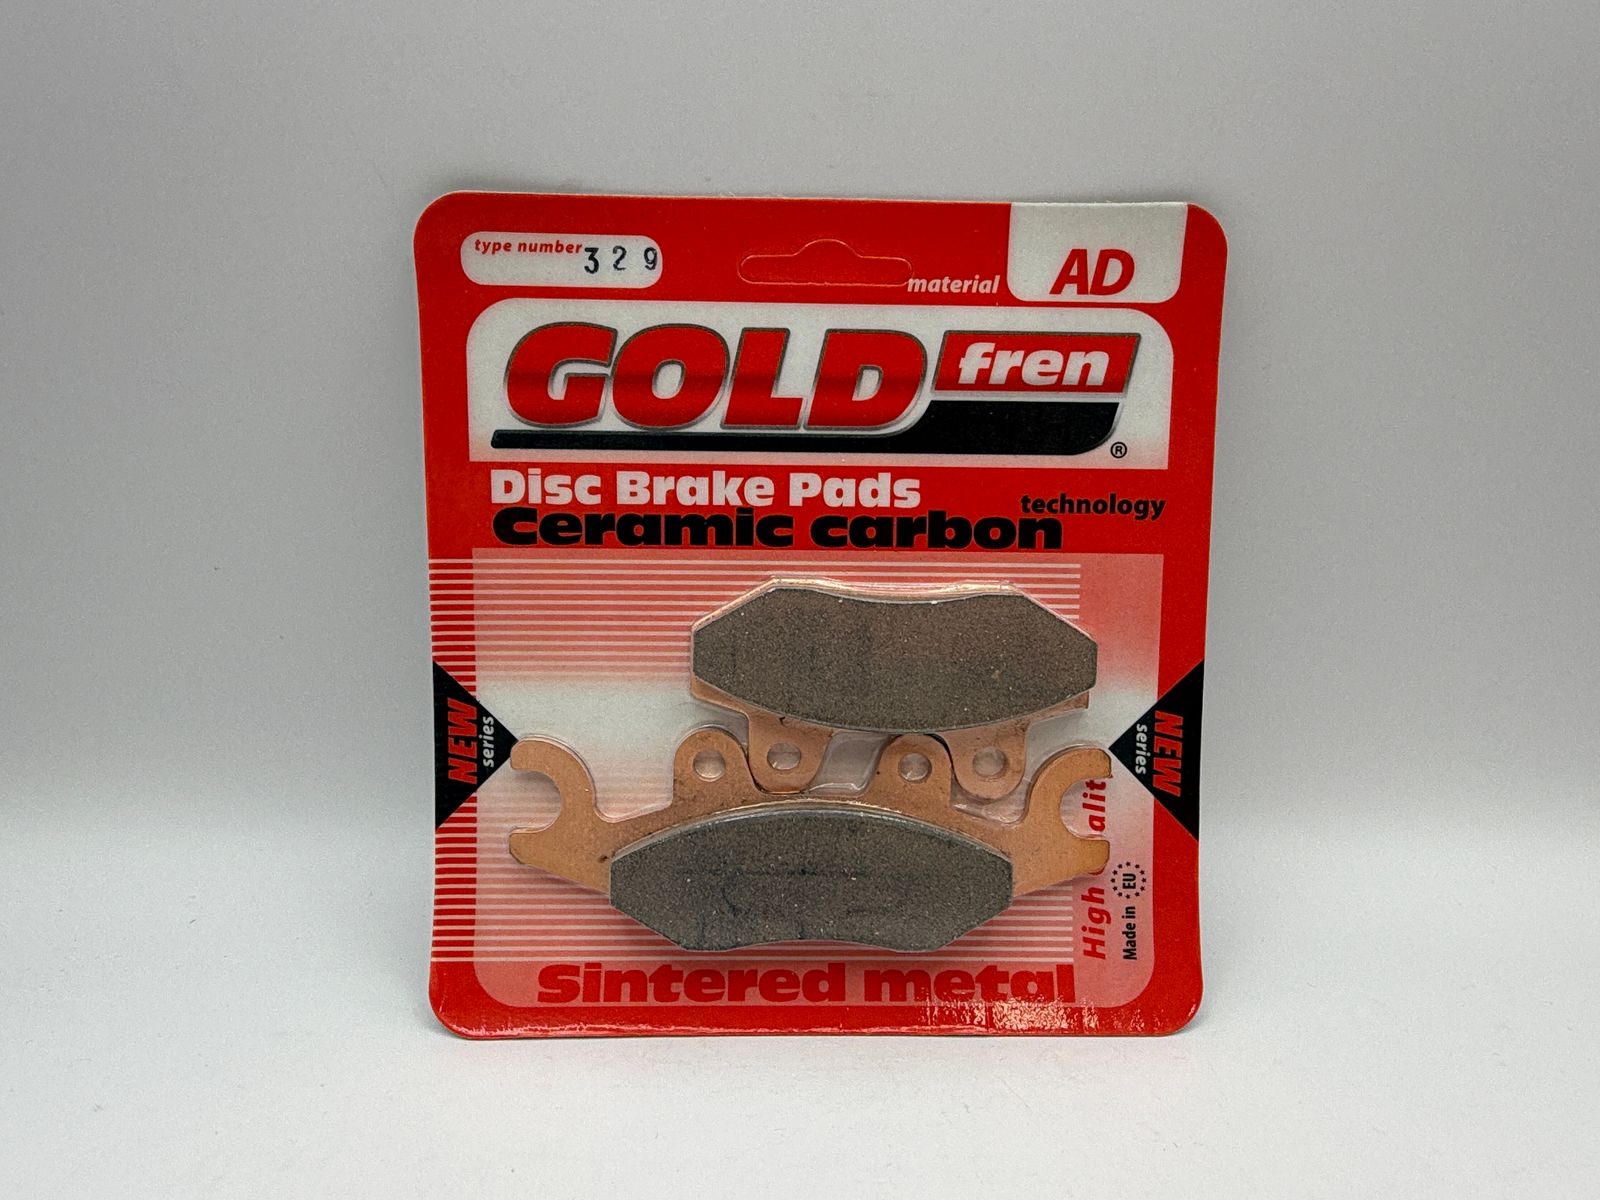 type number 329
material AD
GOLD fren ®
Disc Brake Pads
Ceramic carbon technology
NEW series
NEW series
High
Made in EU
Sintered metal